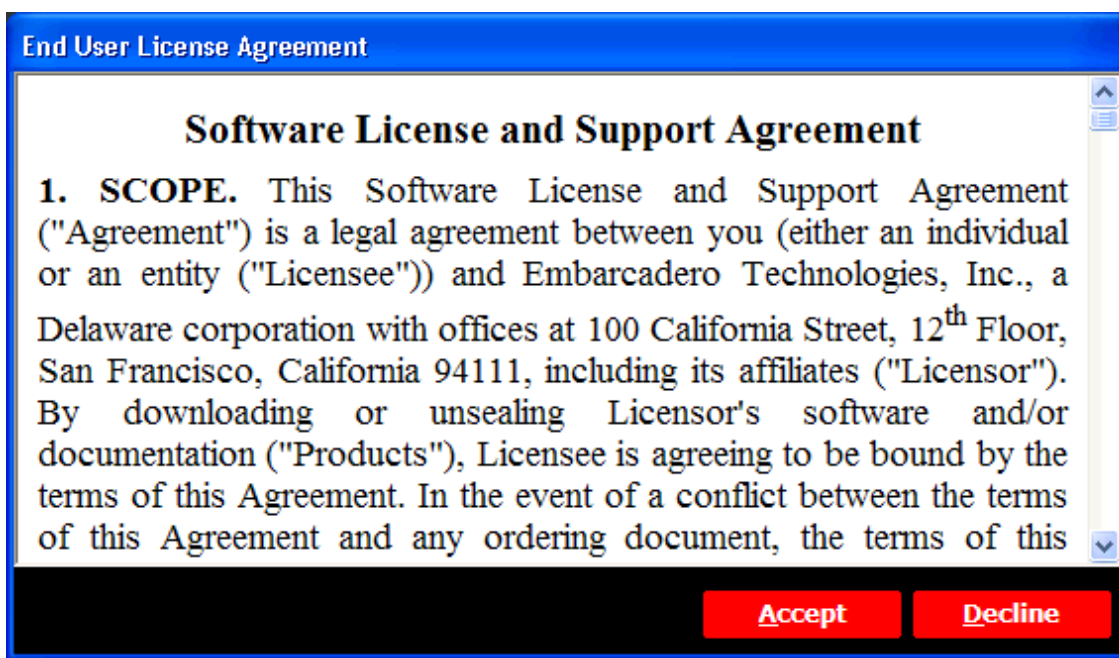 End User License Agreement
Software License and Support Agreement
1. SCOPE. This Software License and Support Agreement
("Agreement") is a legal agreement between you (either an individual
or an entity ("Licensee")) and Embarcadero Technologies, Inc., a
Delaware corporation with offices at 100 California Street, 12th Floor,
San Francisco, California 94111, including its affiliates ("Licensor").
By downloading or unsealing Licensor's software and/or
documentation ("Products"), Licensee is agreeing to be bound by the
terms of this Agreement. In the event of a conflict between the terms
of this Agreement and any ordering document, the terms of this
Accept Decline